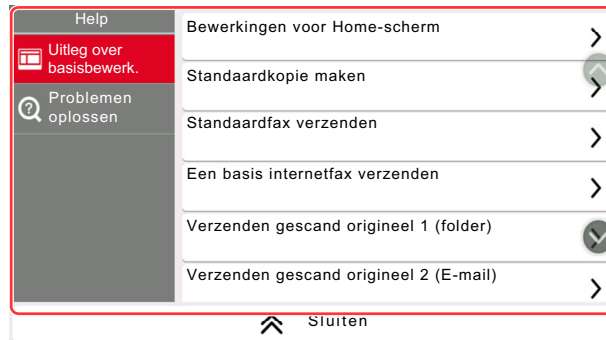 Help
Uitleg over
basisbewerk.
Problemen
oplossen
Bewerkingen voor Home-scherm
Standaardkopie maken
Standaardfax verzenden
Een basis internetfax verzenden
Verzenden gescand origineel 1 (folder)
Verzenden gescand origineel 2 (E-mail)
Sluiten